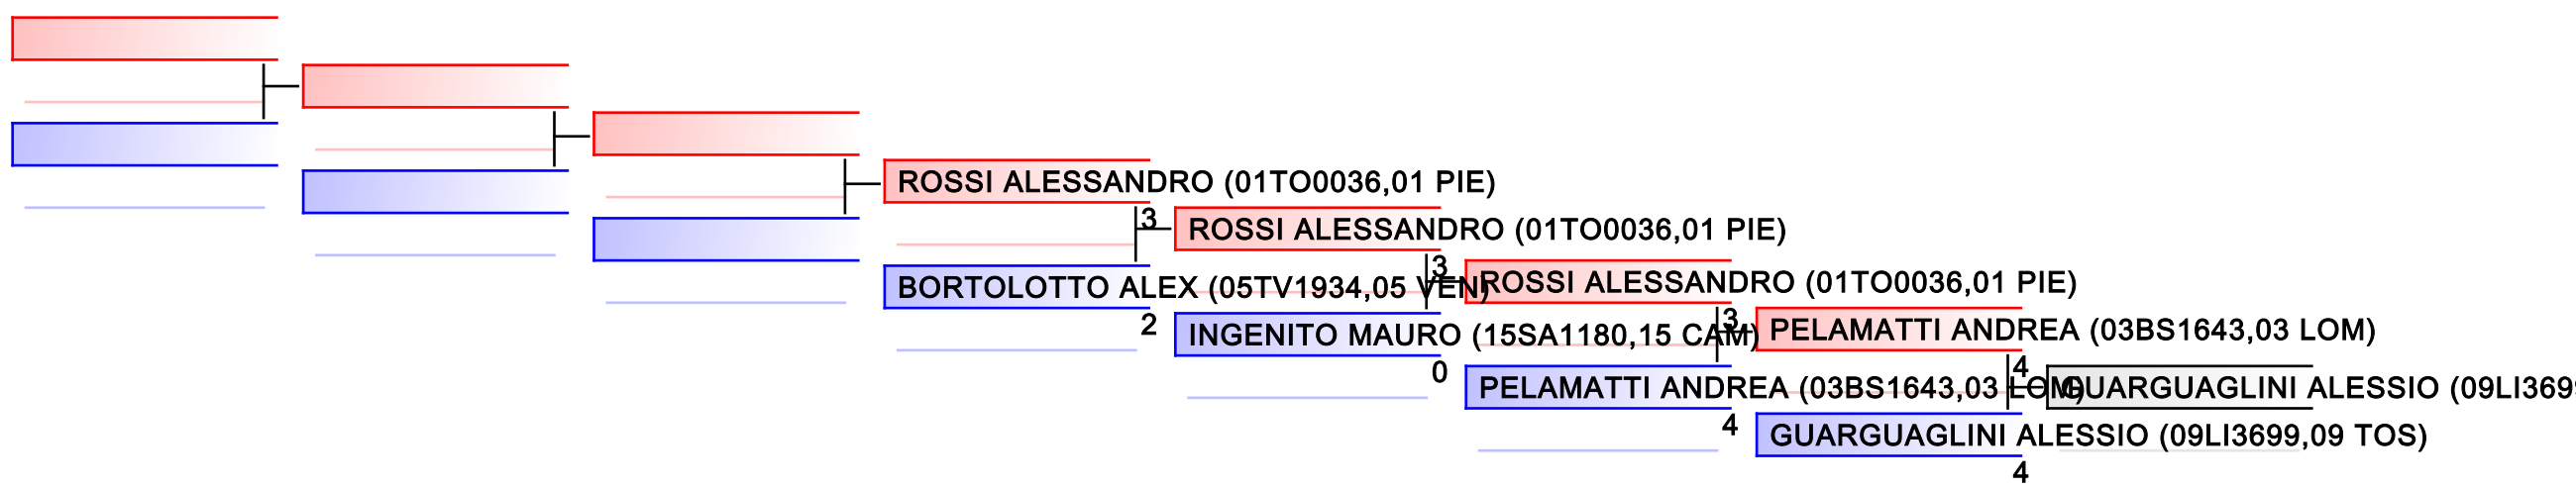 ROSSI ALESSANDRO (01TO0036,01 PIE)
3
BORTOLOTTO ALEX (05TV1934,05 VEN)
2
ROSSI ALESSANDRO (01TO0036,01 PIE)
3
INGENITO MAURO (15SA1180,15 CAM)
0
ROSSI ALESSANDRO (01TO0036,01 PIE)
3
PELAMATTI ANDREA (03BS1643,03 LOM)
4
PELAMATTI ANDREA (03BS1643,03 LOM)
4
GUARGUAGLINI ALESSIO (09LI3699,09 TOS)
4
GUARGUAGLINI ALESSIO (09LI369